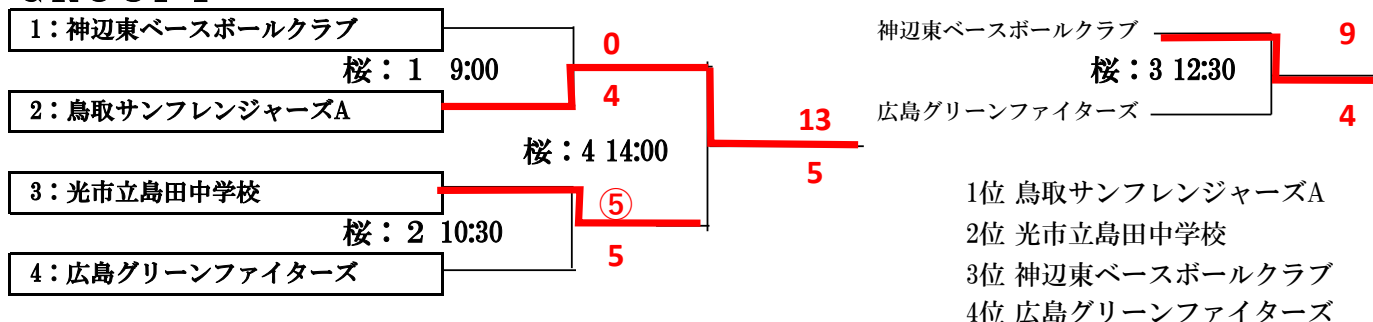 1：神辺東ベースボールクラブ
桜：1 9:00
2：鳥取サンフレンジャーズA
0
4
桜：4 14:00
13
5
3：光市立島田中学校
桜：2 10:30
4：広島グリーンファイターズ
⑤
5
神辺東ベースボールクラブ
桜：3 12:30
広島グリーンファイターズ
9
4
1位 鳥取サンフレンジャーズA
2位 光市立島田中学校
3位 神辺東ベースボールクラブ
4位 広島グリーンファイターズ